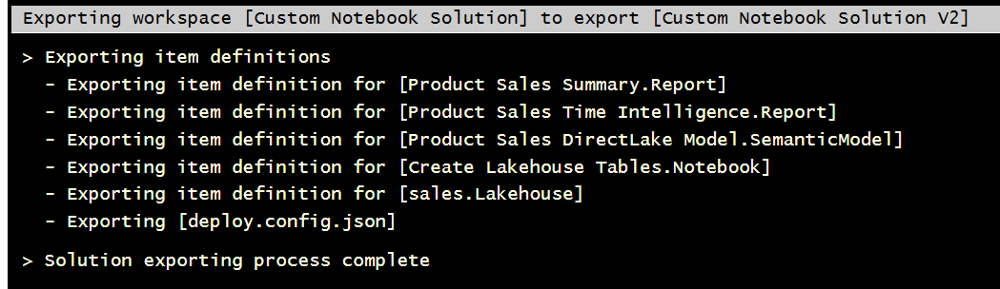 Exporting workspace [Custom Notebook Solution] to export [Custom Notebook Solution V2]
> Exporting item definitions
- Exporting item definition for [Product Sales Summary.Report]
- Exporting item definition for [Product Sales Time Intelligence.Report]
- Exporting item definition for [Product Sales DirectLake Model.SemanticModel]
- Exporting item definition for [Create Lakehouse Tables.Notebook]
- Exporting item definition for [sales.Lakehouse]
- Exporting [deploy.config.json]
> Solution exporting process complete